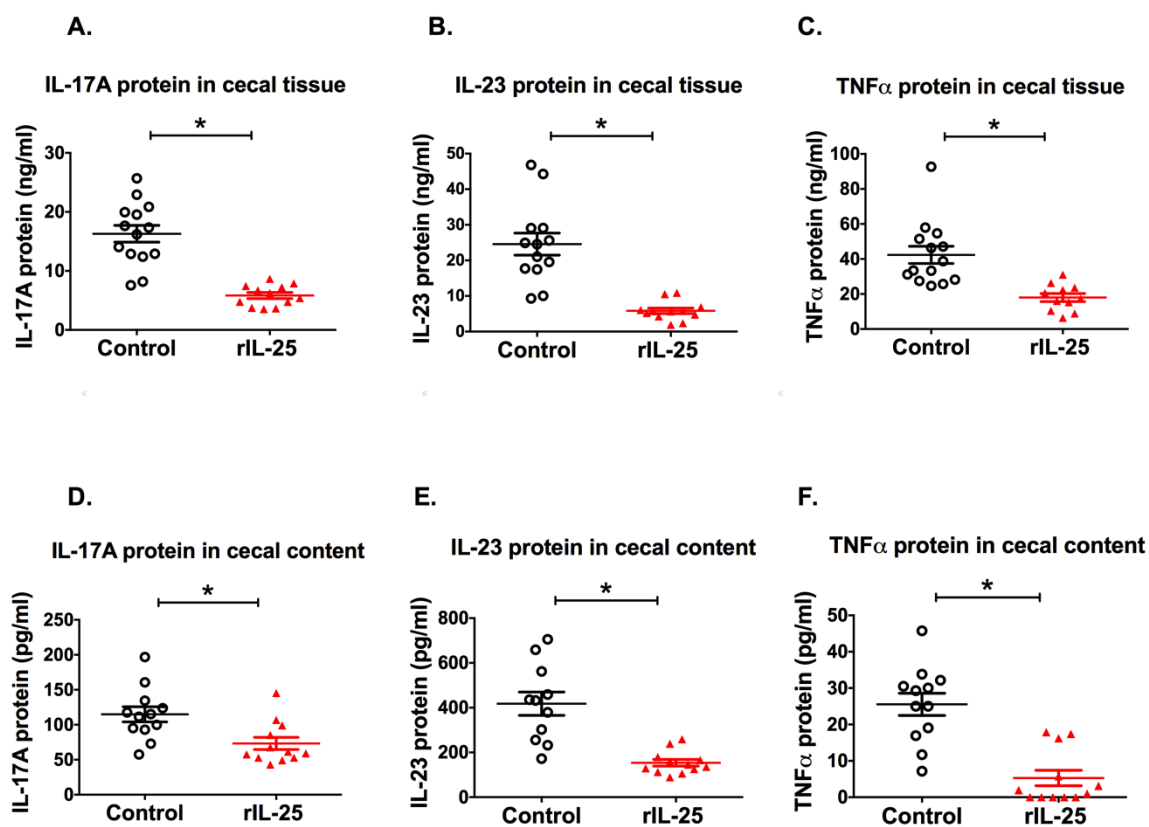 A.
IL-17A protein in cecal tissue
*
IL-17A protein (ng/ml)
30
20
10
0
Control rIL-25
B.
IL-23 protein in cecal tissue
*
IL-23 protein (ng/ml)
50
40
30
20
10
0
Control rIL-25
C.
TNFα protein in cecal tissue
*
TNFα protein (ng/ml)
100
80
60
40
20
0
Control rIL-25
D.
IL-17A protein in cecal content
*
IL-17A protein (pg/ml)
250
200
150
100
50
0
Control rIL-25
E.
IL-23 protein in cecal content
*
IL-23 protein (pg/ml)
800
600
400
200
0
Control rIL-25
F.
TNFα protein in cecal content
*
TNFα protein (pg/ml)
50
40
30
20
10
0
Control rIL-25